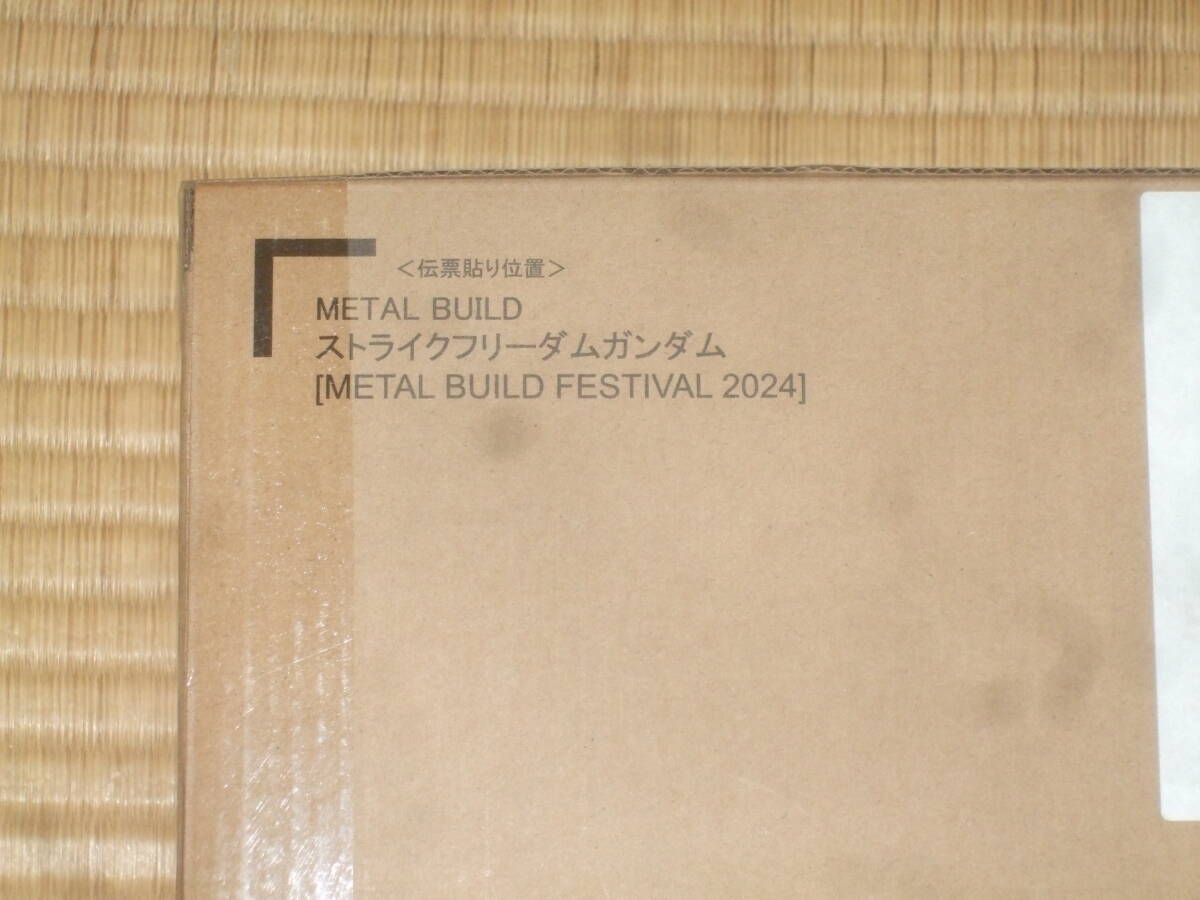 ＜伝票貼り位置＞
METAL BUILD
ストライクフリーダムガンダム
[METAL BUILD FESTIVAL 2024]